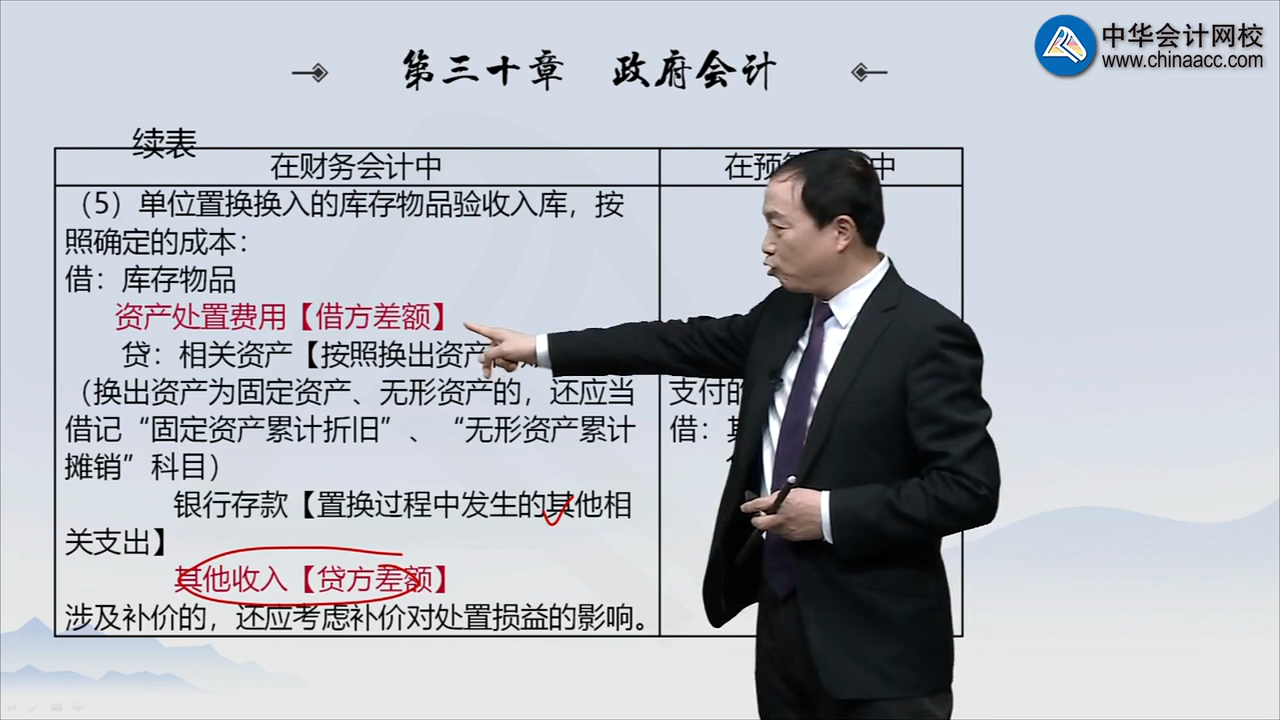 中华会计网校
www.chinaacc.com
第三十章 政府会计
续表
在财务会计中
在预 中
（5）单位置换换入的库存物品验收入库，按
照确定的成本：
借：库存物品
资产处置费用【借方差额】
贷：相关资产【按照换出资产
（换出资产为固定资产、无形资产的，还应当
借记“固定资产累计折旧”、“无形资产累计
摊销”科目）
银行存款【置换过程中发生的其他相
关支出】
其他收入【贷方差额】
涉及补价的，还应考虑补价对处置损益的影响。
支付的
借：其